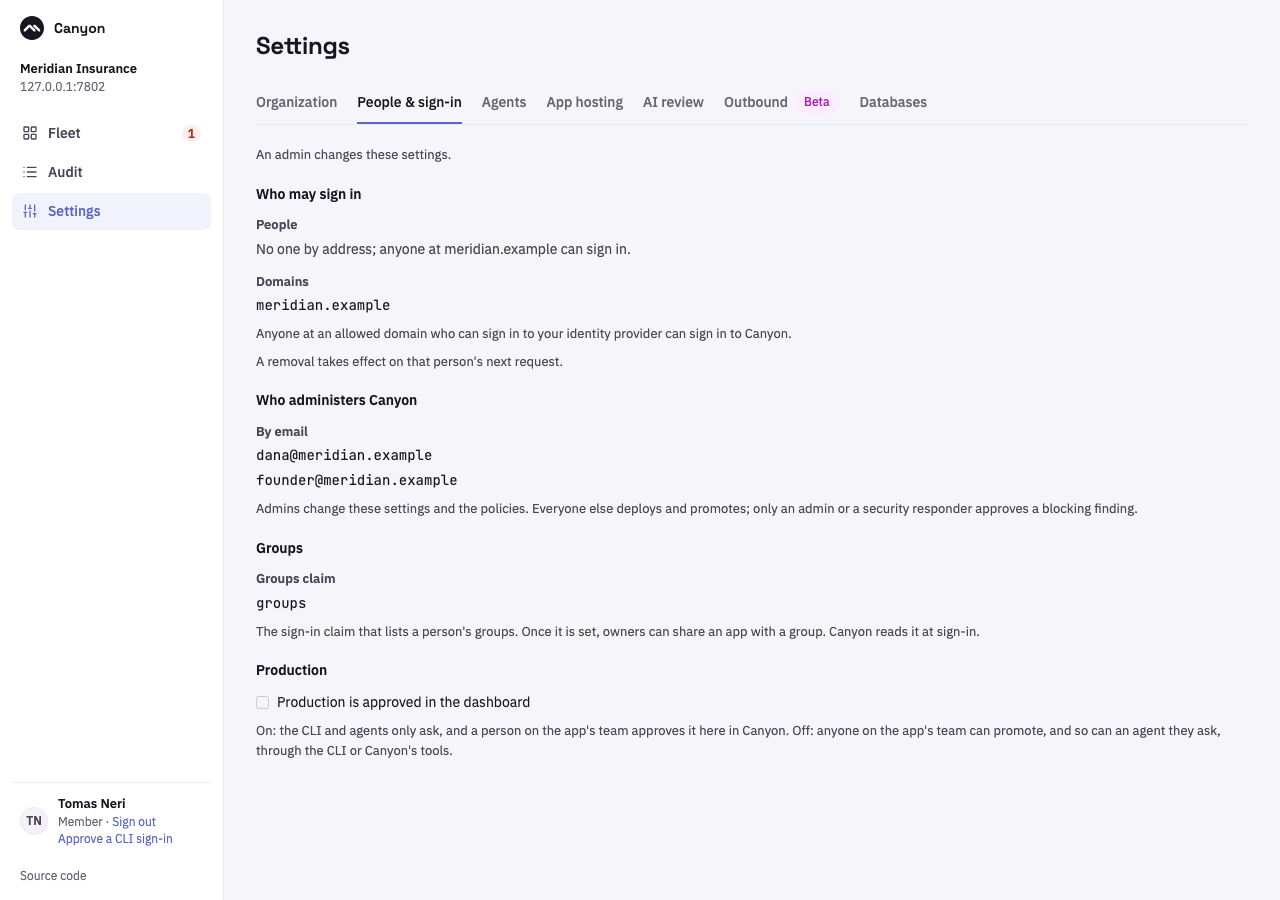 Canyon
Meridian Insurance
127.0.0.1:7802
Fleet 1
Audit
Settings
Tomas Neri
TN
Member · Sign out
Approve a CLI sign-in
Source code
Settings
Organization People & sign-in Agents App hosting AI review Outbound Beta Databases
An admin changes these settings.
Who may sign in
People
No one by address; anyone at meridian.example can sign in.
Domains
meridian.example
Anyone at an allowed domain who can sign in to your identity provider can sign in to Canyon.
A removal takes effect on that person's next request.
Who administers Canyon
By email
dana@meridian.example
founder@meridian.example
Admins change these settings and the policies. Everyone else deploys and promotes; only an admin or a security responder approves a blocking finding.
Groups
Groups claim
groups
The sign-in claim that lists a person's groups. Once it is set, owners can share an app with a group. Canyon reads it at sign-in.
Production
Production is approved in the dashboard
On: the CLI and agents only ask, and a person on the app's team approves it here in Canyon. Off: anyone on the app's team can promote, and so can an agent they ask,
through the CLI or Canyon's tools.